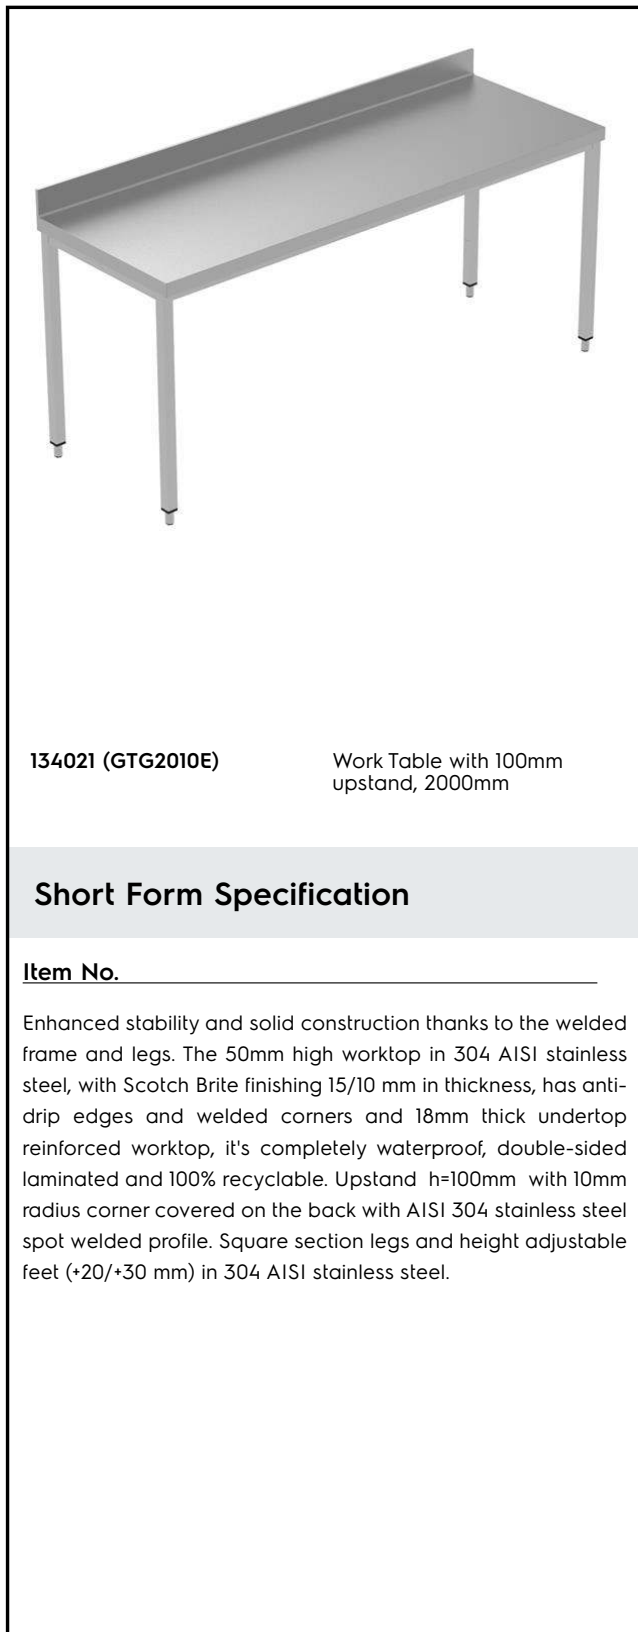 134021 (GTG2010E)
Work Table with 100mm
upstand, 2000mm
Short Form Specification
Item No.
Enhanced stability and solid construction thanks to the welded
frame and legs. The 50mm high worktop in 304 AISI stainless
steel, with Scotch Brite finishing 15/10 mm in thickness, has anti-
drip edges and welded corners and 18mm thick undertop
reinforced worktop, it's completely waterproof, double-sided
laminated and 100% recyclable. Upstand h=100mm with 10mm
radius corner covered on the back with AISI 304 stainless steel
spot welded profile. Square section legs and height adjustable
feet (+20/+30 mm) in 304 AISI stainless steel.